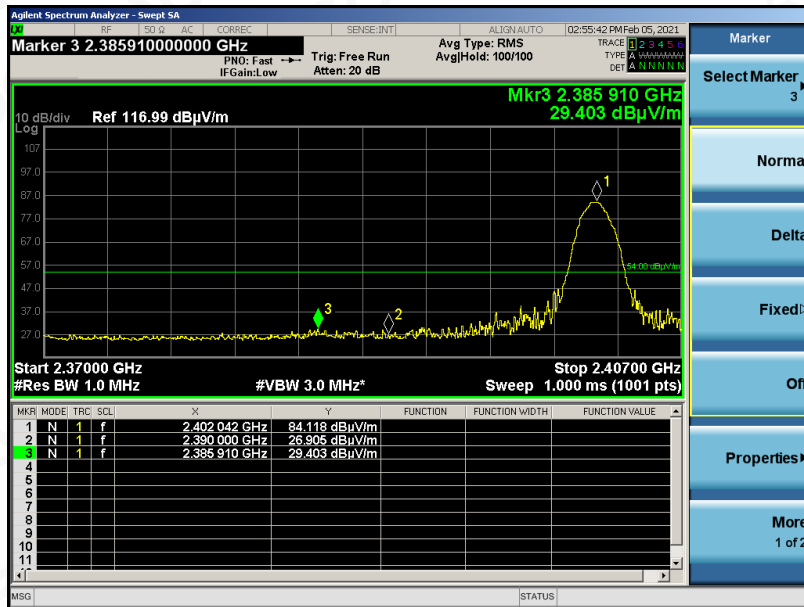 Agilent Spectrum Analyzer - Swept SA
LXI RF 50 Ω AC CORREC SENSE:INT ALIGN AUTO 02:55:42 PM Feb 05, 2021
Marker 3 2.385910000000 GHz
PNO: Fast
IFGain:Low
Trig: Free Run
Atten: 20 dB
Avg Type: RMS
Avg|Hold: 100/100
TRACE 1 2 3 4 5 6
TYPE A
DET A N N N N N
Mkr3 2.385 910 GHz
29.403 dBµV/m
10 dB/div Ref 116.99 dBµV/m
Log
107
97.0
87.0
77.0
67.0
57.0
47.0
37.0
27.0
1
2
3
54.00 dBµV/m
Start 2.37000 GHz Stop 2.40700 GHz
#Res BW 1.0 MHz #VBW 3.0 MHz* Sweep 1.000 ms (1001 pts)
MKR MODE TRC SCL X Y FUNCTION FUNCTION WIDTH FUNCTION VALUE
1 N 1 f 2.402 042 GHz 84.118 dBµV/m
2 N 1 f 2.390 000 GHz 26.905 dBµV/m
3 N 1 f 2.385 910 GHz 29.403 dBµV/m
4
5
6
7
8
9
10
11
MSG STATUS
Marker
Select Marker
3
Norma
Delta
Fixed
Off
Properties
More
1 of 2